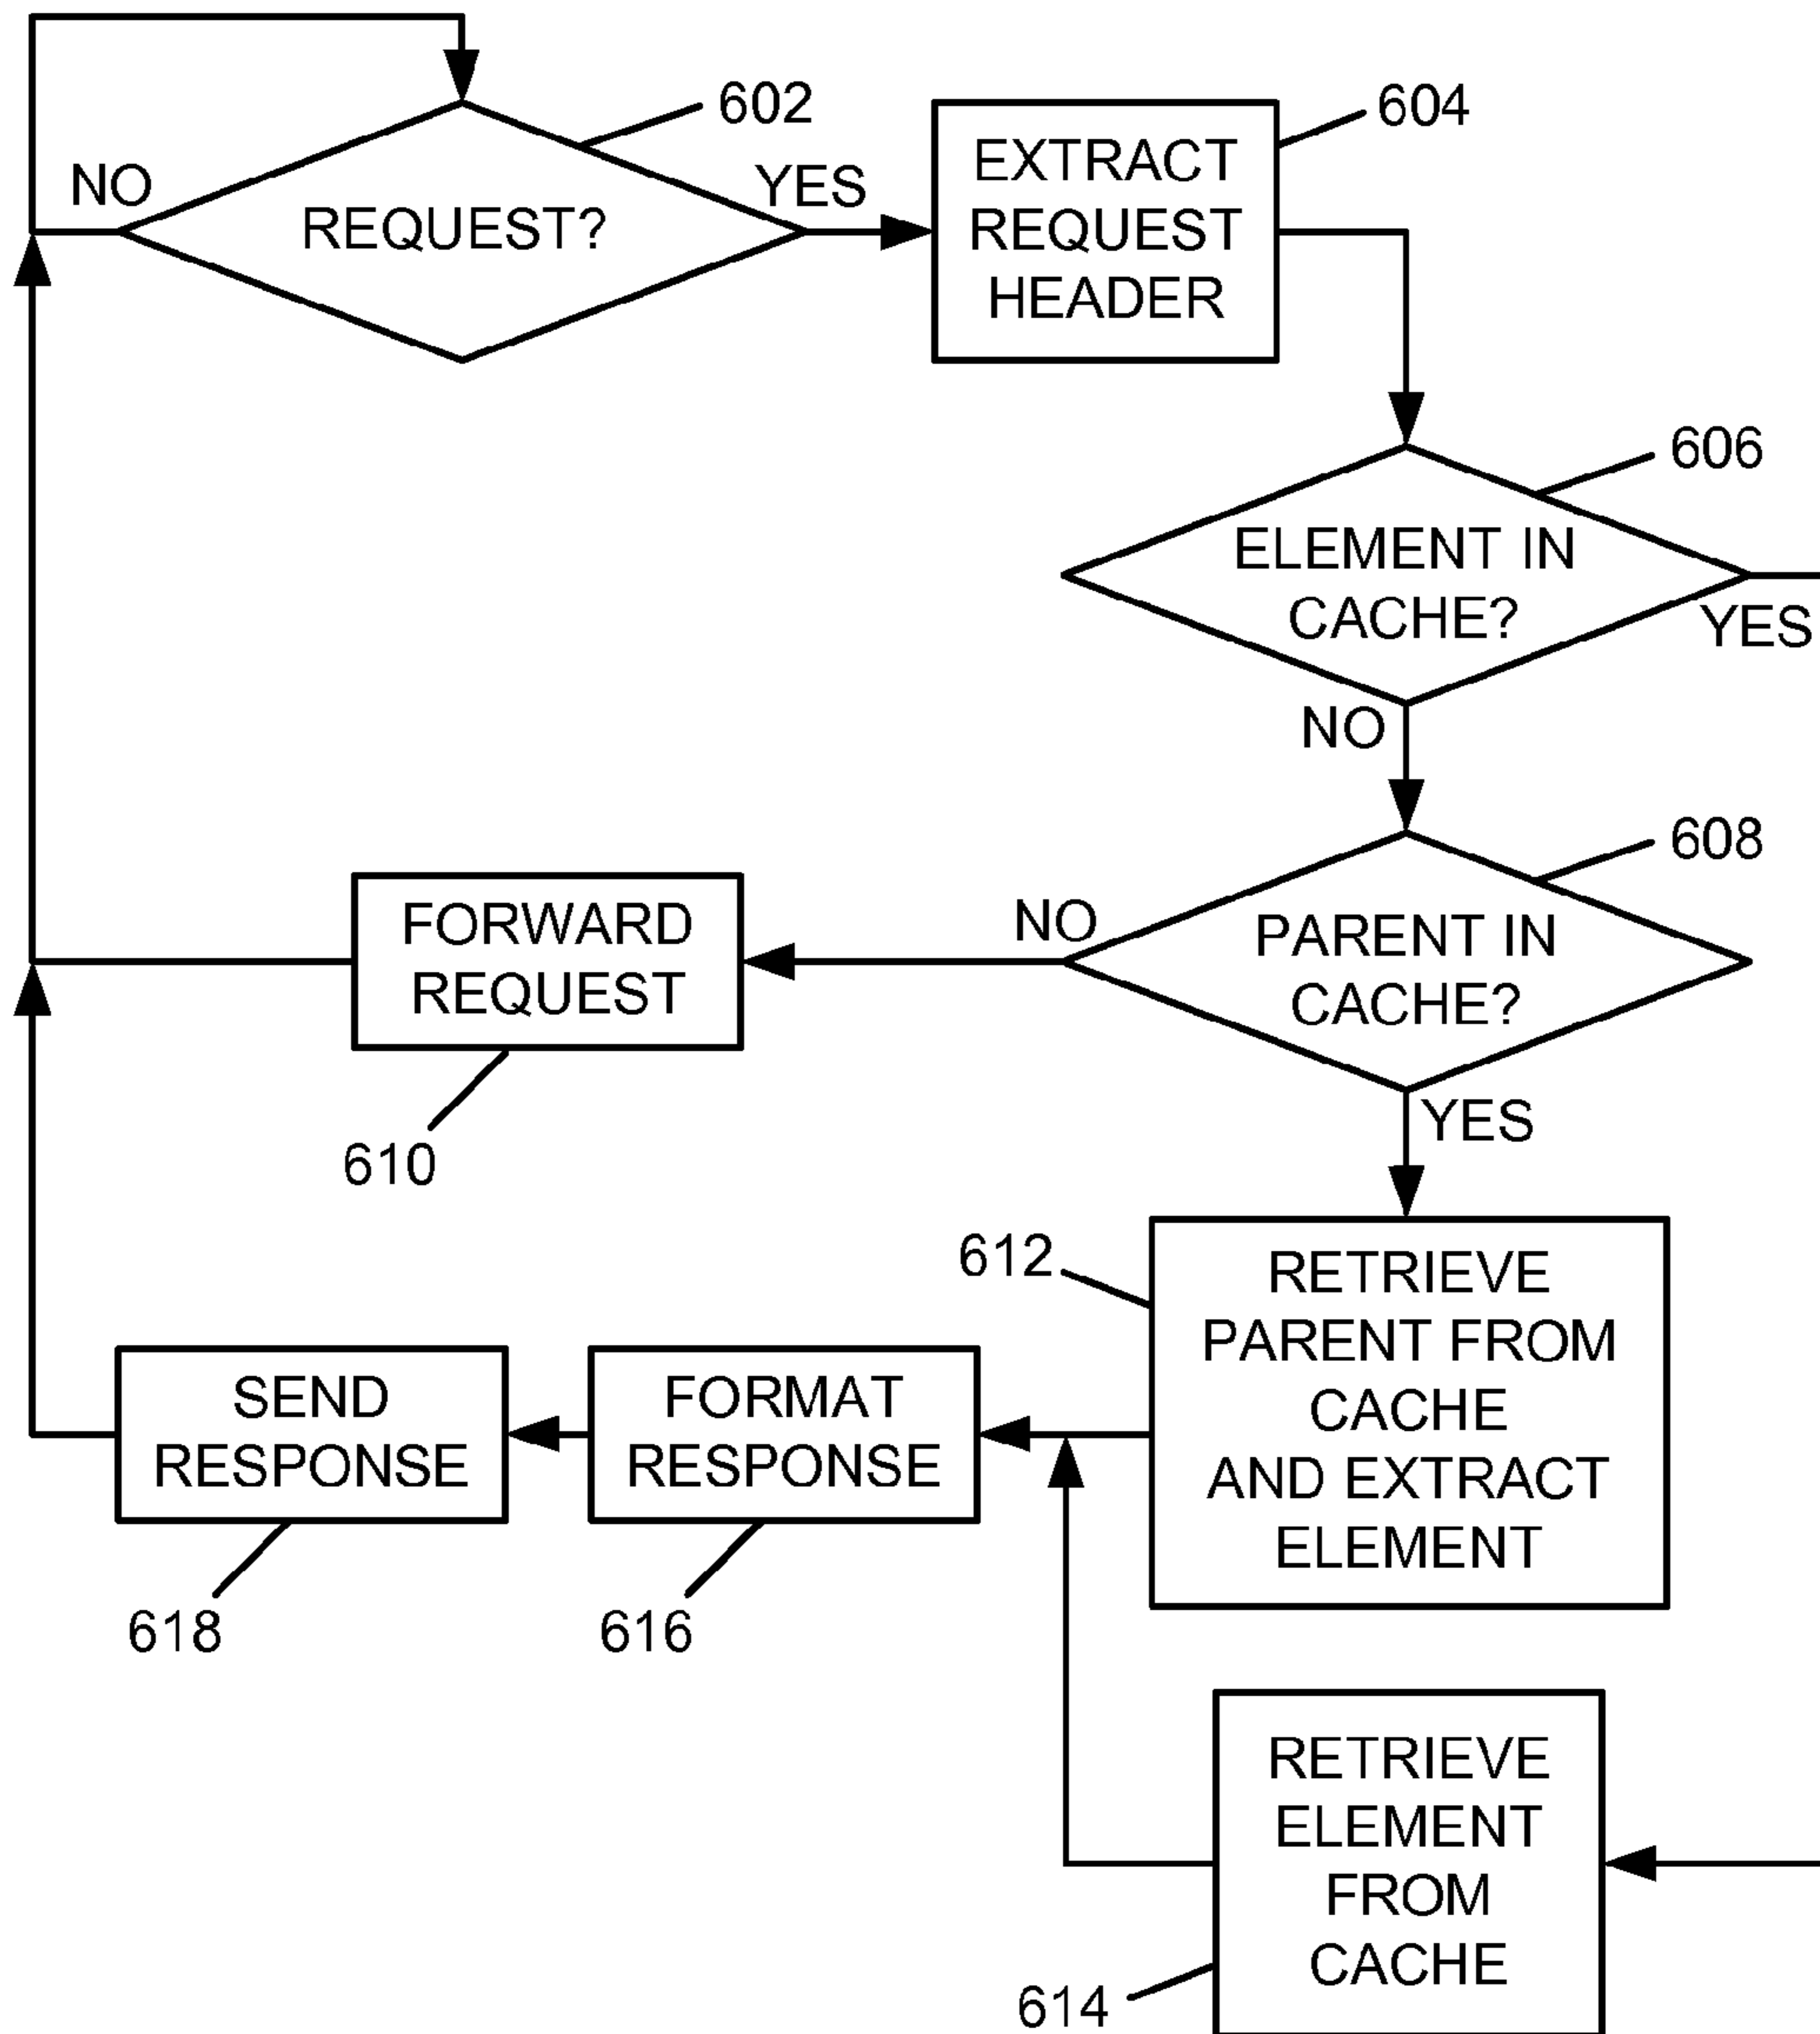 602
604
NO
YES
REQUEST?
EXTRACT
REQUEST
HEADER
606
ELEMENT IN
CACHE?
YES
NO
608
NO
PARENT IN
CACHE?
FORWARD
REQUEST
YES
610
612
RETRIEVE
PARENT FROM
CACHE
AND EXTRACT
ELEMENT
SEND
RESPONSE
FORMAT
RESPONSE
618
616
RETRIEVE
ELEMENT
FROM
CACHE
614